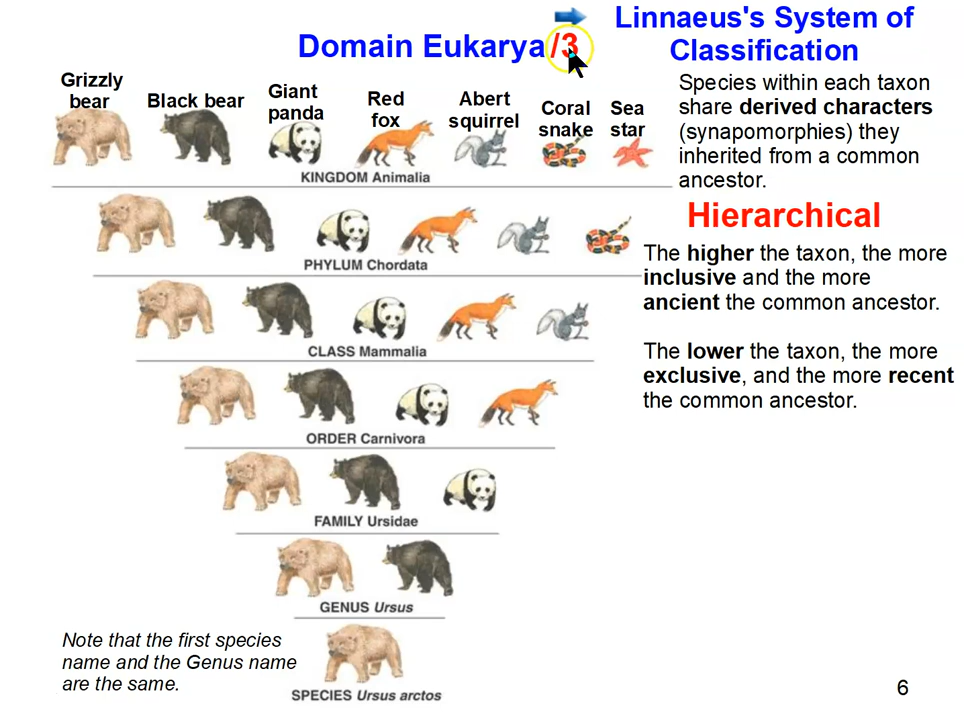 Domain Eukarya /3
Linnaeus's System of
Classification
Grizzly
bear
Black bear
Giant
panda
Red
fox
Abert
squirrel
Coral
snake
Sea
star
KINGDOM Animalia
Species within each taxon
share derived characters
(synapomorphies) they
inherited from a common
ancestor.
Hierarchical
PHYLUM Chordata
The higher the taxon, the more
inclusive and the more
ancient the common ancestor.
CLASS Mammalia
The lower the taxon, the more
exclusive, and the more recent
the common ancestor.
ORDER Carnivora
FAMILY Ursidae
GENUS Ursus
Note that the first species
name and the Genus name
are the same.
SPECIES Ursus arctos
6